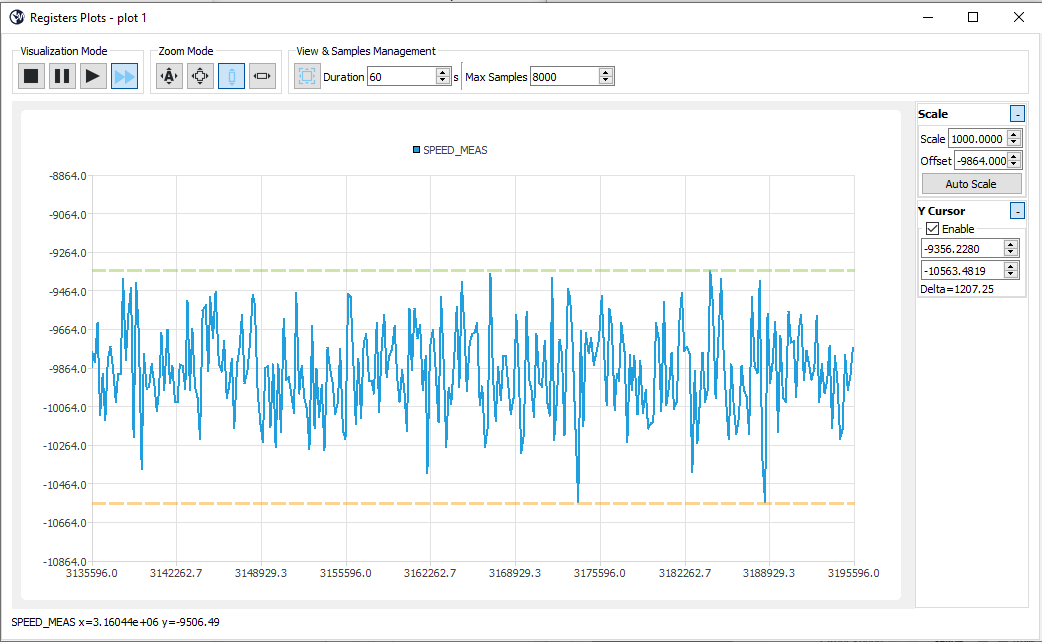 Registers Plots - plot 1
Visualization Mode
Zoom Mode
View & Samples Management
A
Duration 60 s Max Samples 8000
SPEED_MEAS
-8864.0
-9064.0
-9264.0
-9464.0
-9664.0
-9864.0
-10064.0
-10264.0
-10464.0
-10664.0
-10864.0
3135596.0 3142262.7 3148929.3 3155596.0 3162262.7 3168929.3 3175596.0 3182262.7 3188929.3 3195596.0
Scale -
Scale 1000.0000
Offset -9864.000
Auto Scale
Y Cursor -
Enable
-9356.2280
-10563.4819
Delta=1207.25
SPEED_MEAS x=3.16044e+06 y=-9506.49